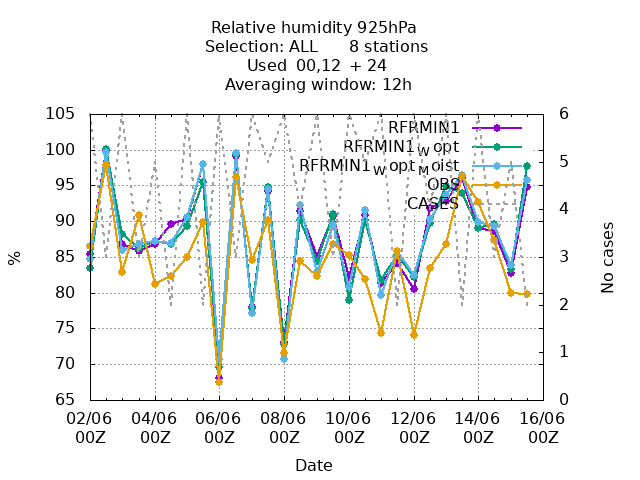 Relative humidity 925hPa
Selection: ALL 8 stations
Used 00,12 + 24
Averaging window: 12h
105
100
95
90
85
80
75
70
65
%
6
5
4
3
2
1
0
No cases
RFRMIN1
RFRMIN1_W opt
RFRMIN1_W opt_M oist
OBS
CASES
02/06 04/06 06/06 08/06 10/06 12/06 14/06 16/06
00Z 00Z 00Z 00Z 00Z 00Z 00Z 00Z
Date